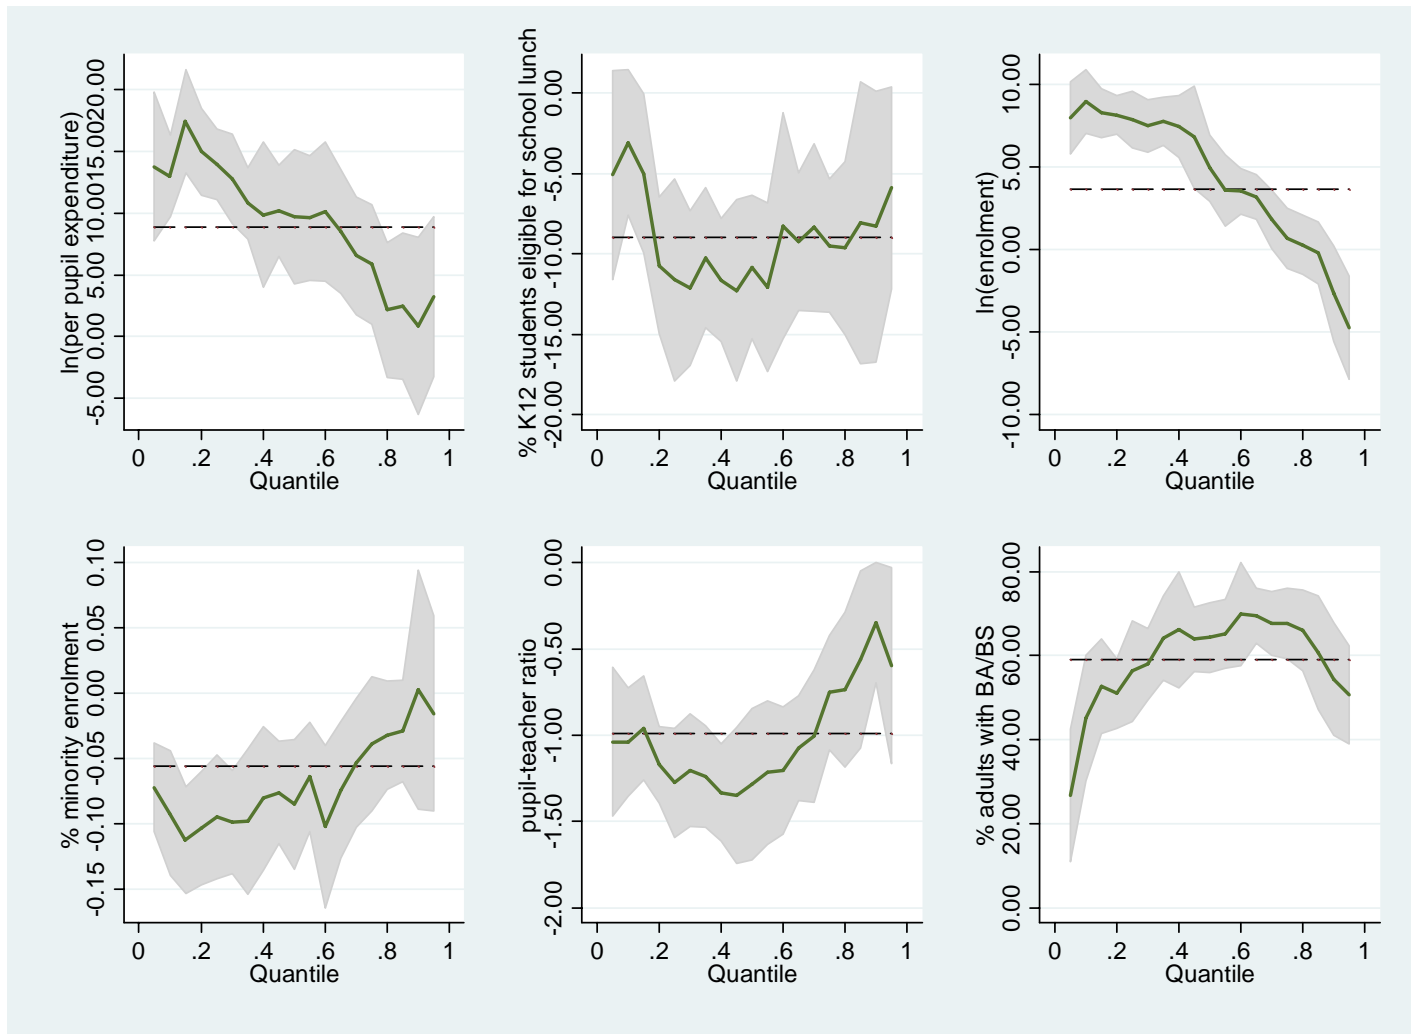 ln(per pupil expenditure)
-5.00 0.00 5.00 10.00 15.00 20.00
0 .2 .4 .6 .8 1
Quantile
% K12 students eligible for school lunch
-20.00 -15.00 -10.00 -5.00 0.00
0 .2 .4 .6 .8 1
Quantile
ln(enrolment)
-10.00 -5.00 0.00 5.00 10.00
0 .2 .4 .6 .8 1
Quantile
% minority enrolment
-0.15 -0.10 -0.05 0.00 0.05 0.10
0 .2 .4 .6 .8 1
Quantile
pupil-teacher ratio
-2.00 -1.50 -1.00 -0.50 0.00
0 .2 .4 .6 .8 1
Quantile
% adults with BA/BS
0.00 20.00 40.00 60.00 80.00
0 .2 .4 .6 .8 1
Quantile